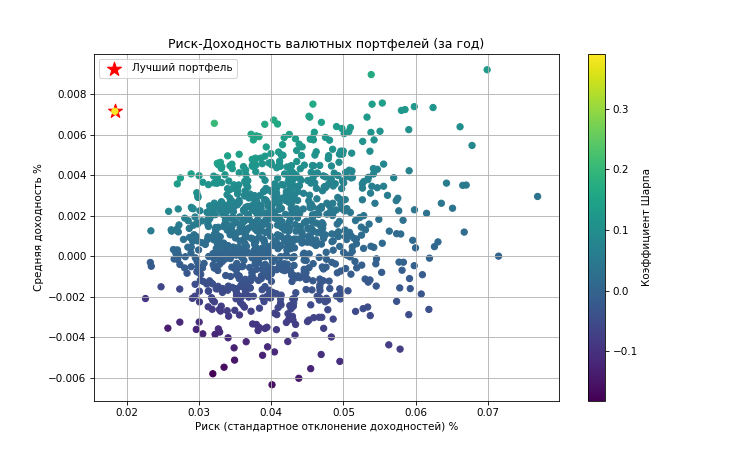 Риск-Доходность валютных портфелей (за год)
Лучший портфель
0.008
0.006
0.004
0.002
0.000
−0.002
−0.004
−0.006
Средняя доходность %
0.02 0.03 0.04 0.05 0.06 0.07
Риск (стандартное отклонение доходностей) %
0.3
0.2
0.1
0.0
−0.1
Коэффициент Шарпа